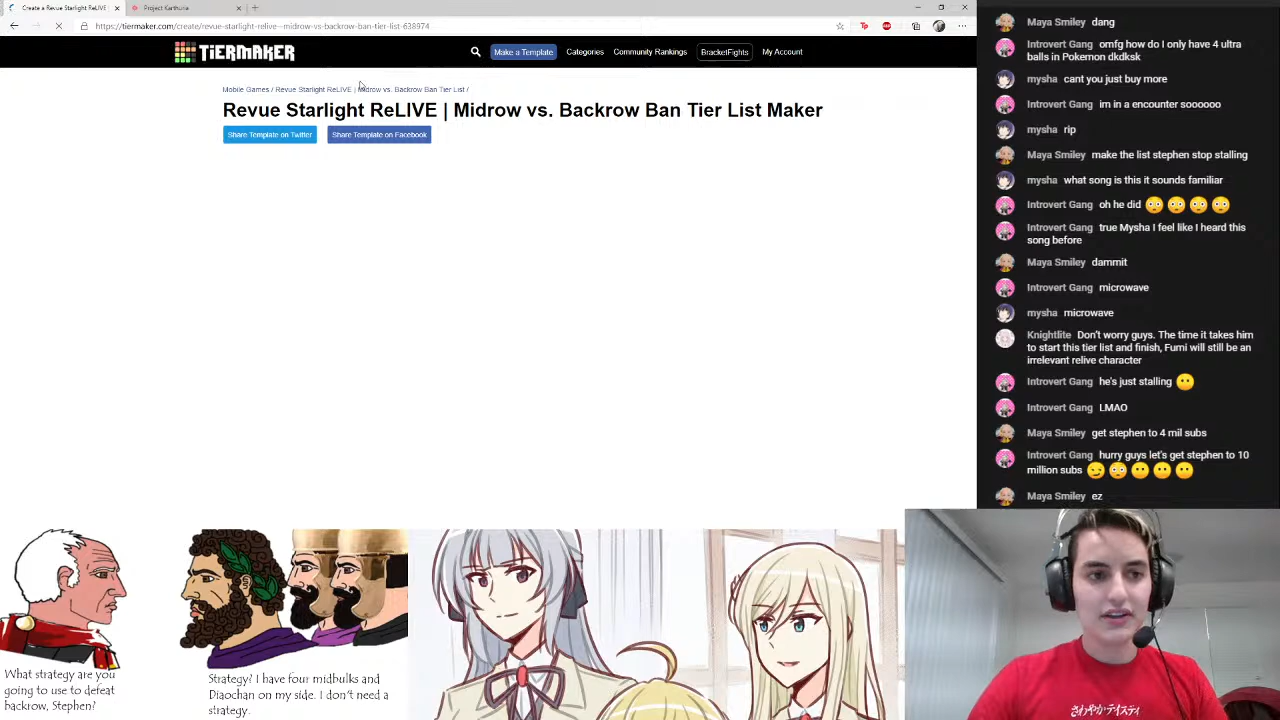 Create a Revue Starlight ReLIVE
Project Karthuria
https://tiermaker.com/create/revue-starlight-relive--midrow-vs-backrow-ban-tier-list-638974
TiERMAKER
Make a Template
Categories
Community Rankings
BracketFights
My Account
Mobile Games / Revue Starlight ReLIVE | Midrow vs. Backrow Ban Tier List /
Revue Starlight ReLIVE | Midrow vs. Backrow Ban Tier List Maker
Share Template on Twitter
Share Template on Facebook
Maya Smiley dang
Introvert Gang omfg how do I only have 4 ultra
balls in Pokemon dkdksk
mysha cant you just buy more
Introvert Gang im in a encounter soooooo
mysha rip
Maya Smiley make the list stephen stop stalling
mysha what song is this it sounds familiar
Introvert Gang oh he did 😳😳😳😳
Introvert Gang true Mysha I feel like I heard this
song before
Maya Smiley dammit
Introvert Gang microwave
mysha microwave
Knightlite Don't worry guys. The time it takes him
to start this tier list and finish, Fumi will still be an
irrelevant relive character
Introvert Gang he's just stalling 😶
Introvert Gang LMAO
Maya Smiley get stephen to 4 mil subs
Introvert Gang hurry guys let's get stephen to 10
million subs 😏😳😶😶😶
Maya Smiley ez
What strategy are you
going to use to defeat
backrow, Stephen?
Strategy? I have four midhulks and
Diaochan on my side. I don't need a
strategy.
さわやかテイスティ